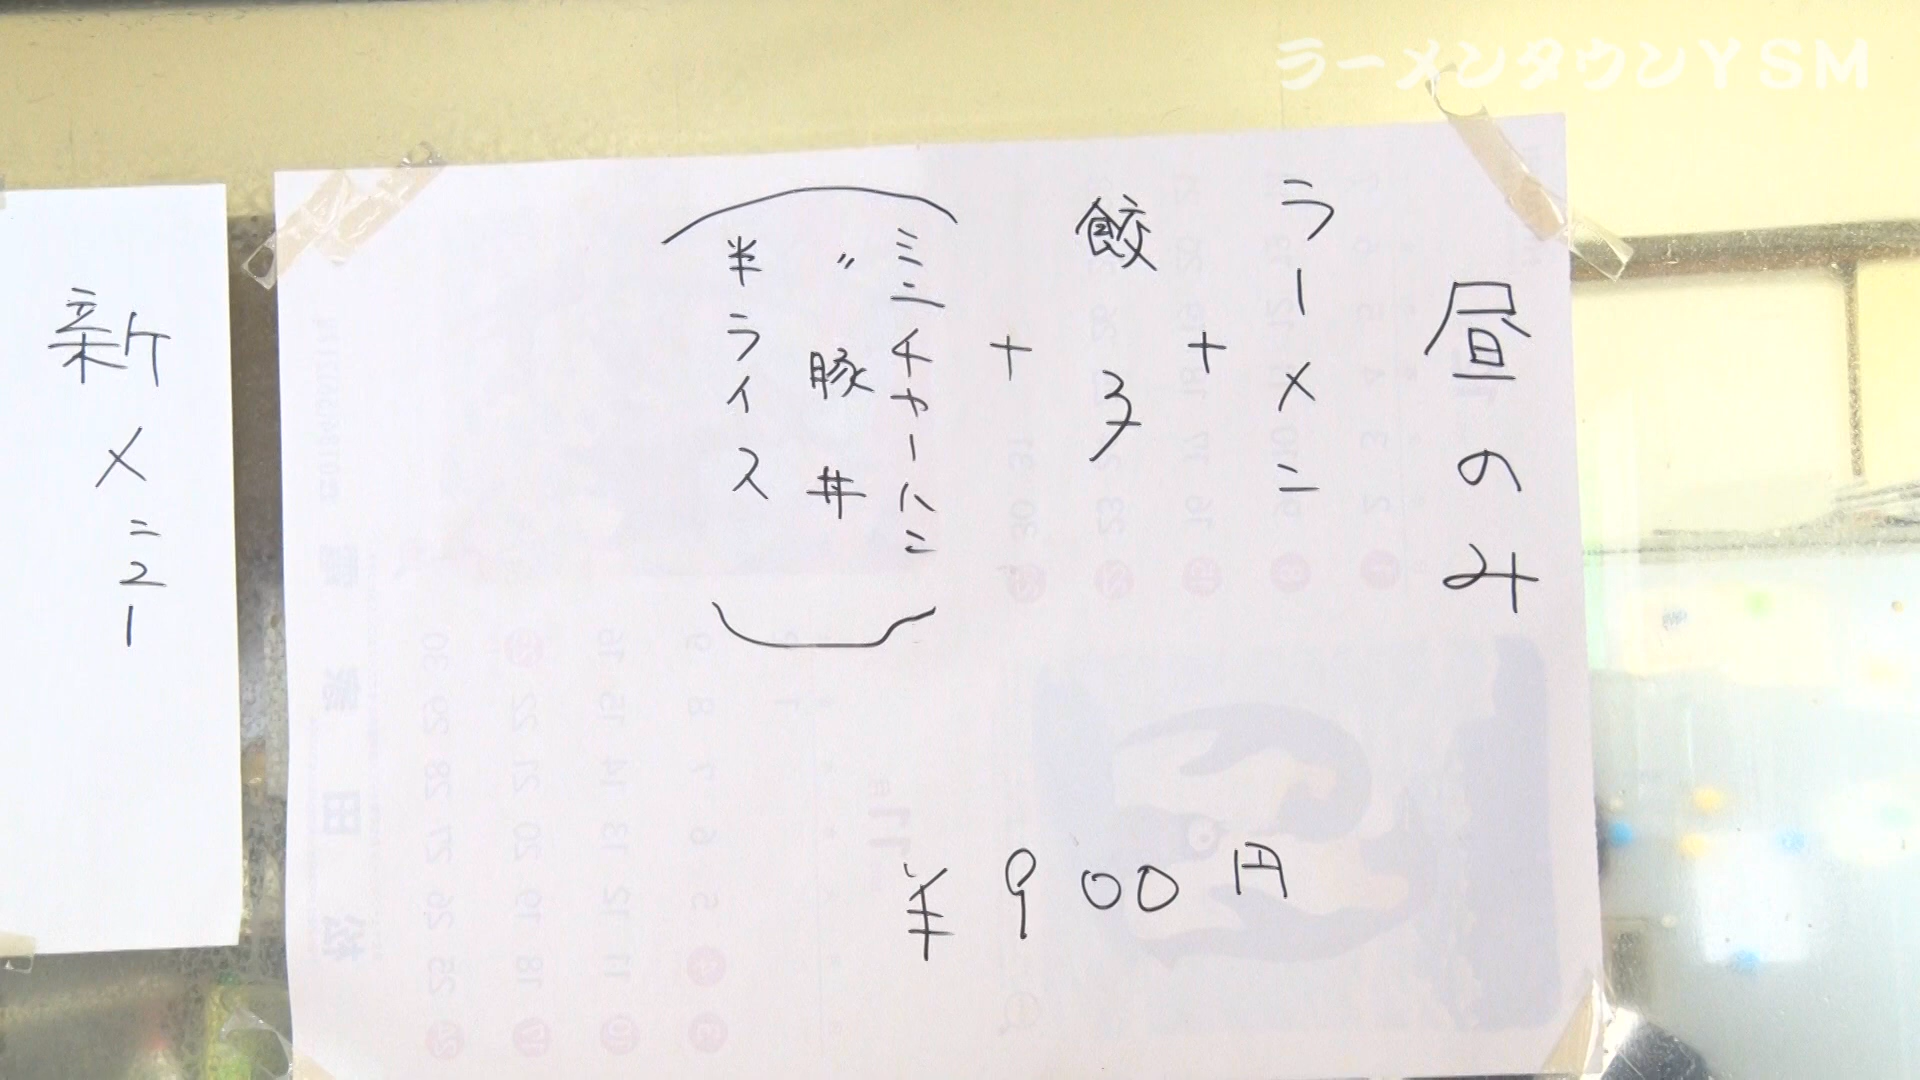 ラーメンタウンYSM
昼のみ
ラーメン
+
餃子
+
(ミニチャーハン
〃豚丼
半ライス)
¥900円
新メニュー